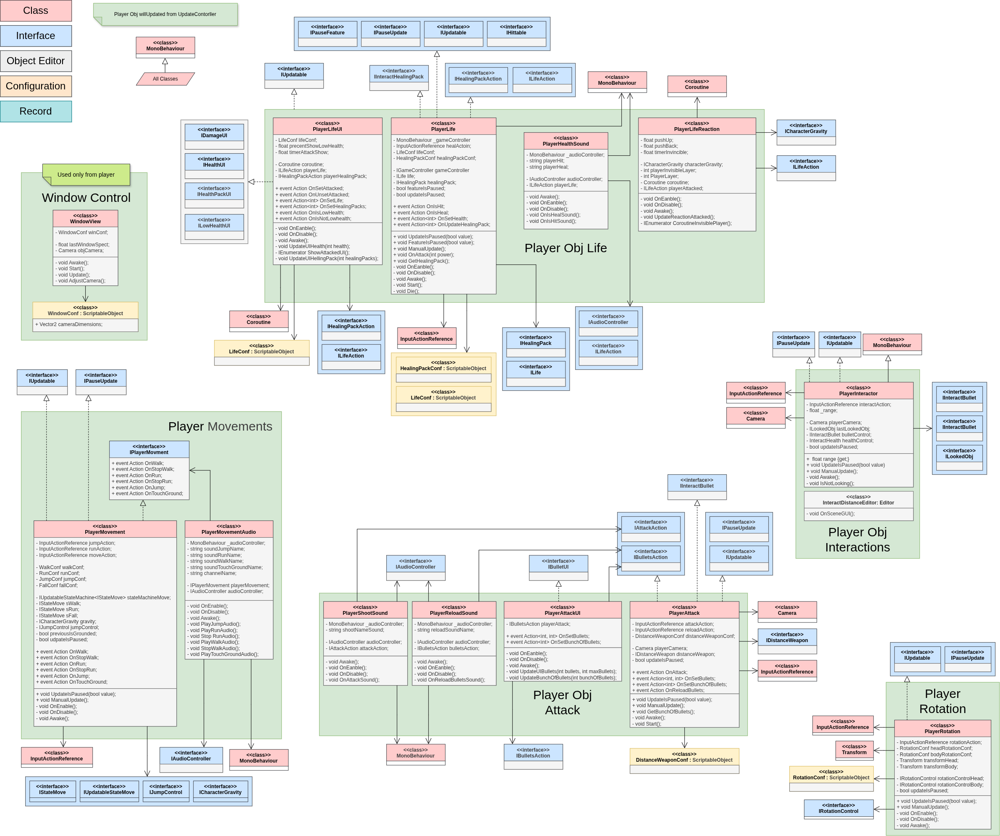 Class
Interface
Object Editor
Configuration
Record
Player Obj willUpdated from UpdateContorller
<<class>>
MonoBehaviour
All Classes
<<interface>>
IPauseFeature
<<interface>>
IPauseUpdate
<<interface>>
IUpdatable
<<interface>>
IHittable
<<interface>>
IUpdatable
<<interface>>
IInteractHealingPack
<<interface>>
IHealingPackAction
<<interface>>
ILifeAction
<<class>>
MonoBehaviour
<<class>>
Coroutine
<<interface>>
IDamageUI
<<interface>>
IHealthUI
<<interface>>
IHealthPackUI
<<interface>>
ILowHealthUI
<<class>>
PlayerLifeUI
- LifeConf lifeConf;
- float precentShowLowHealth;
- float timerAttackShow;
- Coroutine coroutine;
- ILifeAction playerLife;
- IHealingPackAction playerHealingPack;
+ event Action OnSetAttacked;
+ event Action OnUnsetAttacked;
+ event Action<int> OnSetLife;
+ event Action<int> OnSetHealingPacks;
+ event Action OnIsLowHealth;
+ event Action OnIsNotLowhealth;
- void OnEanble();
- void OnDisable();
- void Awake();
- void UpdateUIHealth(int health);
- IEnumerator ShowAttackedUI();
- void UpdateUIHellingPack(int healingPacks);
<<class>>
PlayerLife
- MonoBehaviour _gameController
- InputActionReference healActoin;
- LifeConf lifeConf;
- HealingPackConf healingPackConf;
- IGameController gameController
- ILife life;
- IHealingPack healingPack;
- bool featureIsPaused;
- bool updateIsPaused;
+ event Action OnIsHit;
+ event Action OnIsHeal;
+ event Action<int> OnSetHealth;
+ event Action<int> OnUpdateHealingPack;
+ void UpdateIsPaused(bool value);
+ void FeatureIsPaused(bool value);
+ void ManualUpdate();
+ void OnAttack(int power);
+ void GetHealingPack();
- void OnEanble();
- void OnDisable();
- void Awake();
- void Start();
- void Die();
<<class>>
PlayerHealthSound
- MonoBehaviour _audioController;
- string playerHit;
- string playerHeal;
- IAudioController audioController;
- ILifeAction playerLife;
- void Awake();
- void OnEanble();
- void OnDisable();
- void OnIsHealSound();
- void OnIsHitSound();
<<class>>
PlayerLifeReaction
- float pushUp;
- float pushBack;
- float timerInvincible;
- ICharacterGravity characterGravity;
- int playerInvisibleLayer;
- int PlayerLayer;
- Coroutine coroutine;
- ILifeAction playerAttacked;
- void OnEanble();
- void OnDisable();
- void Awake();
- void UpdateReactionAttacked();
- IEnumerator CoroutineInvisiblePlayer();
Player Obj Life
<<interface>>
ICharacterGravity
<<interface>>
ILifeAction
<<class>>
Coroutine
<<class>>
LifeConf : ScriptableObject
<<interface>>
IHealingPackAction
<<interface>>
ILifeAction
<<class>>
InputActionReference
<<class>>
HealingPackConf : ScriptableObject
<<class>>
LifeConf : ScriptableObject
<<interface>>
IHealingPack
<<interface>>
ILife
<<interface>>
IAudioController
<<interface>>
ILifeAction
Used only from player
Window Control
<<class>>
WindowView
- WindowConf winConf;
- float lastWindowSpect;
- Camera objCamera;
- void Awake();
- void Start();
- void Update();
- void AdjustCamera();
<<class>>
WindowConf : ScriptableObject
+ Vector2 cameraDimensions;
<<interface>>
IUpdatable
<<interface>>
IPauseUpdate
Player Movements
<<interface>>
IPlayerMovment
+ event Action OnWalk;
+ event Action OnStopWalk;
+ event Action OnRun;
+ event Action OnStopRun;
+ event Action OnJump;
+ event Action OnTouchGround;
<<class>>
PlayerMovement
- InputActionReference jumpAction;
- InputActionReference runAction;
- InputActionReference moveAction;
- WalkConf walkConf;
- RunConf runConf;
- JumpConf jumpConf;
- FallConf fallConf;
- IUpdatableStateMachine<IStateMove> stateMachineMove;
- IStateMove sWalk;
- IStateMove sRun;
- IStateMove sFall;
- ICharacterGravity gravity;
- IJumpControl jumpControl;
- bool previousIsGrounded;
- bool udpateIsPaused;
+ event Action OnWalk;
+ event Action OnStopWalk;
+ event Action OnRun;
+ event Action OnStopRun;
+ event Action OnJump;
+ event Action OnTouchGround;
+ void UpdateIsPaused(bool value);
+ void ManualUpdate();
- void OnEnable();
- void OnDisable();
- void Awake();
<<class>>
PlayerMovementAudio
- MonoBehaviour _audioController;
- string soundJumpName;
- string soundRunName;
- string soundWalkName;
- string soundTouchGroundName;
- string channelName;
- IPlayerMovement playerMovement;
- IAudioController audioController;
- void OnEnable();
- void OnDisable();
- void Awake();
- void PlayJumpAudio();
- void PlayRunAudio();
- void Stop RunAudio();
- void PlayWalkAudio();
- void StopWalkAudio();
- void PlayTouchGroundAudio();
<<class>>
InputActionReference
<<interface>>
IAudioController
<<class>>
MonoBehaviour
<<interface>>
IStateMove
<<interface>>
IUpdatableStateMove
<<interface>>
IJumpControl
<<interface>>
ICharacterGravity
<<interface>>
IPauseUpdate
<<interface>>
IUpdatable
<<class>>
MonoBehaviour
<<class>>
InputActionReference
<<class>>
Camera
<<class>>
PlayerInteractor
- InputActionReference interactAction;
- float _range;
- Camera playerCamera;
- ILookedObj lastLookedObj;
- IInteractBullet bulletControl;
- InteractHealth healthControl;
- bool updateIsPaused;
+  float range {get;}
+ void UpdateIsPaused(bool value)
+ void ManuaUpdate();
- void Awake();
- void IsNotLooking();
<<class>>
InteractDistanceEditor: Editor
- void OnSceneGUI();
Player Obj
Interactions
<<interface>>
IInteractBullet
<<interface>>
IInteractBullet
<<interface>>
ILookedObj
<<interface>>
IInteractBullet
<<interface>>
IAttackAction
<<interface>>
IBulletsAction
<<interface>>
IPauseUpdate
<<interface>>
IUpdatable
<<interface>>
IAudioController
<<interface>>
IBulletUI
<<class>>
PlayerShootSound
- MonoBehaviour _audioController;
- string shootNameSound;
- IAudioController audioController;
- IAttackAction attackAction;
- void Awake();
- void OnEanble();
- void OnDisable();
- void OnAttackSound();
<<class>>
PlayerReloadSound
- MonoBehaviour _audioController;
- string reloadSoundName;
- IAudioController audioController;
- IBulletsAction bulletsAction;
- void Awake();
- void OnEanble();
- void OnDisable();
- void OnReloadBulletsSound();
<<class>>
PlayerAttackUI
- IBulletsAction playerAttack;
+ event Action<int, int> OnSetBullets;
+ event Action<int> OnSetBunchOfBullets;
- void OnEanble();
- void OnDisable();
- void Awake();
- void UpdateUIBullets(int bullets, int maxBullets);
- void UpdateBunchOfBullets(int bunchOfBullets);
<<class>>
PlayerAttack
- InputActionReference attackAction;
- InputActionReference reloadAction;
- DistanceWeaponConf distanceWeaponConf;
- Camera playerCamera;
- IDistanceWeapon distanceWeapon;
- bool updateIsPaused;
+ event Action OnAttack;
+ event Action<int, int> OnSetBullets;
+ event Action<int> OnSetBunchOfBullets;
+ event Action OnReloadBullets;
+ void UpdateIsPaused(bool value);
+ void ManualUpdate();
+ void GetBunchOfBullets();
- void Awake();
- void Start();
Player Obj
Attack
<<class>>
Camera
<<interface>>
IDistanceWeapon
<<class>>
InputActionReference
<<class>>
MonoBehaviour
<<interface>>
IBulletsAction
<<class>>
DistanceWeaponConf : ScriptableObject
<<interface>>
IUpdatable
<<interface>>
IPauseUpdate
Player
Rotation
<<class>>
InputActionReference
<<class>>
Transform
<<class>>
RotationConf : ScriptableObject
<<interface>>
IRotationControl
<<class>>
PlayerRotation
- InputActionReference rotationAction;
- RotationConf headRotationConf;
- RotationConf bodyRotationConf;
- Transform transformHead;
- Transform transformBody;
- IRotationControl rotationControlHead;
- IRotationControl rotationControlBody;
- bool updateIsPaused;
+ void UpdateIsPaused(bool value);
+ void ManualUpdate();
- void OnEnable();
- void OnDisable();
- void Awake();